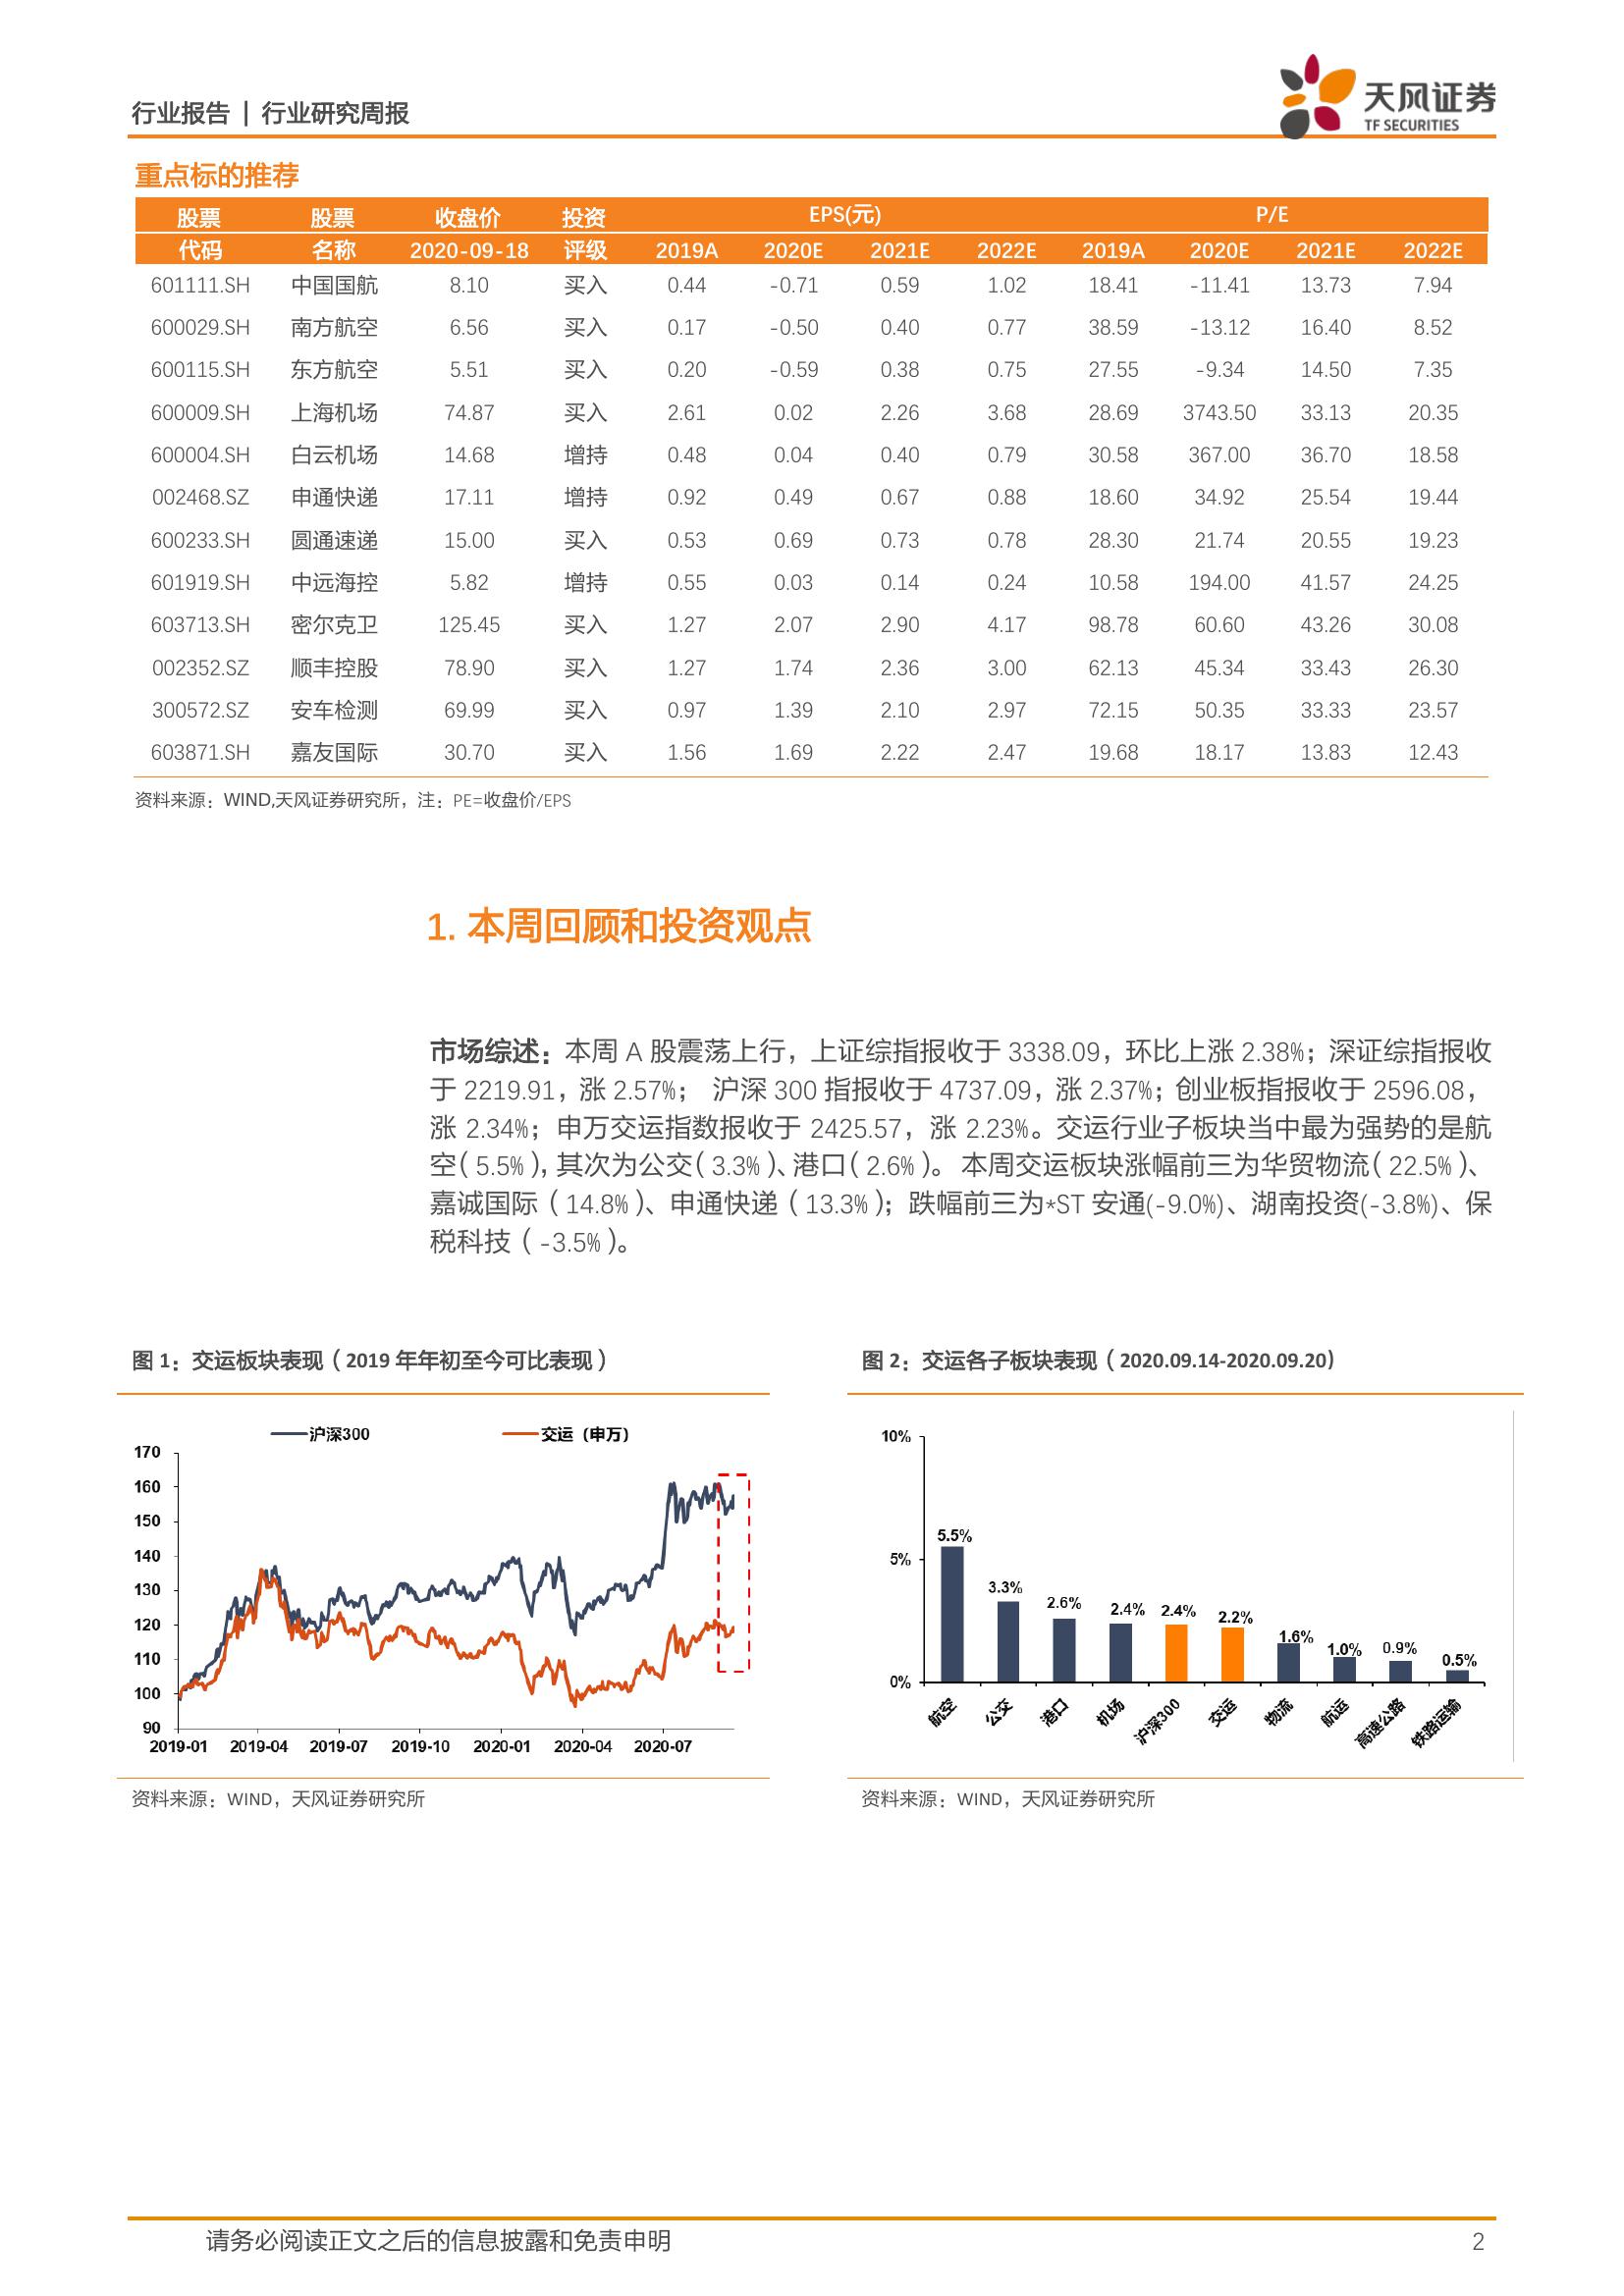 行业报告 | 行业研究周报
天风证券
TF SECURITIES
重点标的推荐
股票 股票 收盘价 投资 EPS(元) P/E
代码 名称 2020-09-18 评级 2019A 2020E 2021E 2022E 2019A 2020E 2021E 2022E
601111.SH 中国国航 8.10 买入 0.44 -0.71 0.59 1.02 18.41 -11.41 13.73 7.94
600029.SH 南方航空 6.56 买入 0.17 -0.50 0.40 0.77 38.59 -13.12 16.40 8.52
600115.SH 东方航空 5.51 买入 0.20 -0.59 0.38 0.75 27.55 -9.34 14.50 7.35
600009.SH 上海机场 74.87 买入 2.61 0.02 2.26 3.68 28.69 3743.50 33.13 20.35
600004.SH 白云机场 14.68 增持 0.48 0.04 0.40 0.79 30.58 367.00 36.70 18.58
002468.SZ 申通快递 17.11 增持 0.92 0.49 0.67 0.88 18.60 34.92 25.54 19.44
600233.SH 圆通速递 15.00 买入 0.53 0.69 0.73 0.78 28.30 21.74 20.55 19.23
601919.SH 中远海控 5.82 增持 0.55 0.03 0.14 0.24 10.58 194.00 41.57 24.25
603713.SH 密尔克卫 125.45 买入 1.27 2.07 2.90 4.17 98.78 60.60 43.26 30.08
002352.SZ 顺丰控股 78.90 买入 1.27 1.74 2.36 3.00 62.13 45.34 33.43 26.30
300572.SZ 安车检测 69.99 买入 0.97 1.39 2.10 2.97 72.15 50.35 33.33 23.57
603871.SH 嘉友国际 30.70 买入 1.56 1.69 2.22 2.47 19.68 18.17 13.83 12.43
资料来源：WIND,天风证券研究所，注：PE=收盘价/EPS
1. 本周回顾和投资观点
市场综述：本周 A 股震荡上行，上证综指报收于 3338.09，环比上涨 2.38%；深证综指报收
于 2219.91，涨 2.57%； 沪深 300 指报收于 4737.09，涨 2.37%；创业板指报收于 2596.08，
涨 2.34%；申万交运指数报收于 2425.57，涨 2.23%。交运行业子板块当中最为强势的是航
空（5.5%），其次为公交（3.3%）、港口（2.6%）。本周交运板块涨幅前三为华贸物流（22.5%）、
嘉诚国际（14.8%）、申通快递（13.3%）；跌幅前三为*ST 安通(-9.0%)、湖南投资(-3.8%)、保
税科技（-3.5%）。
图 1：交运板块表现（2019 年年初至今可比表现）
沪深300 交运（申万）
170
160
150
140
130
120
110
100
90
2019-01 2019-04 2019-07 2019-10 2020-01 2020-04 2020-07
资料来源：WIND，天风证券研究所
图 2：交运各子板块表现（2020.09.14-2020.09.20）
10%
5%
0%
5.5% 3.3% 2.6% 2.4% 2.4% 2.2% 1.6% 1.0% 0.9% 0.5%
航空 公交 港口 机场 沪深300 交运 物流 航运 高速公路 铁路运输
资料来源：WIND，天风证券研究所
请务必阅读正文之后的信息披露和免责申明 2